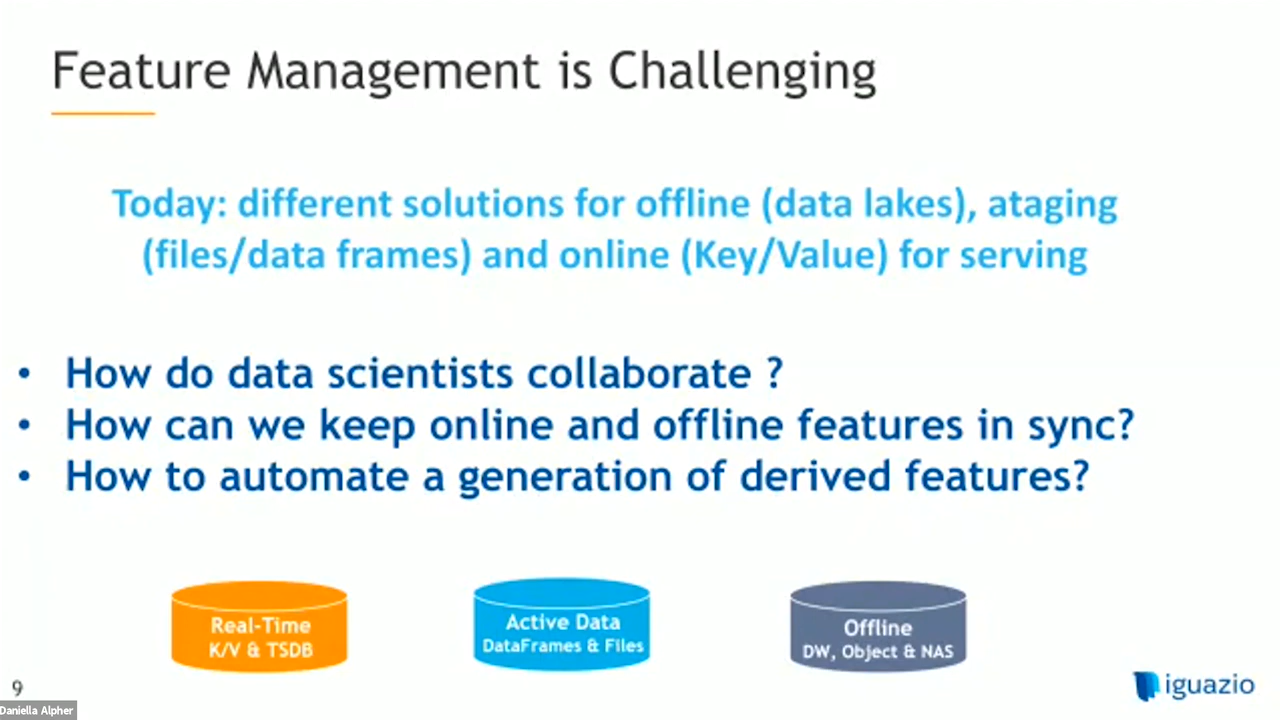 Feature Management is Challenging
Today: different solutions for offline (data lakes), ataging
(files/data frames) and online (Key/Value) for serving
• How do data scientists collaborate ?
• How can we keep online and offline features in sync?
• How to automate a generation of derived features?
Real-Time
K/V & TSDB
Active Data
DataFrames & Files
Offline
DW, Object & NAS
9
iguazio
Daniella Alpher